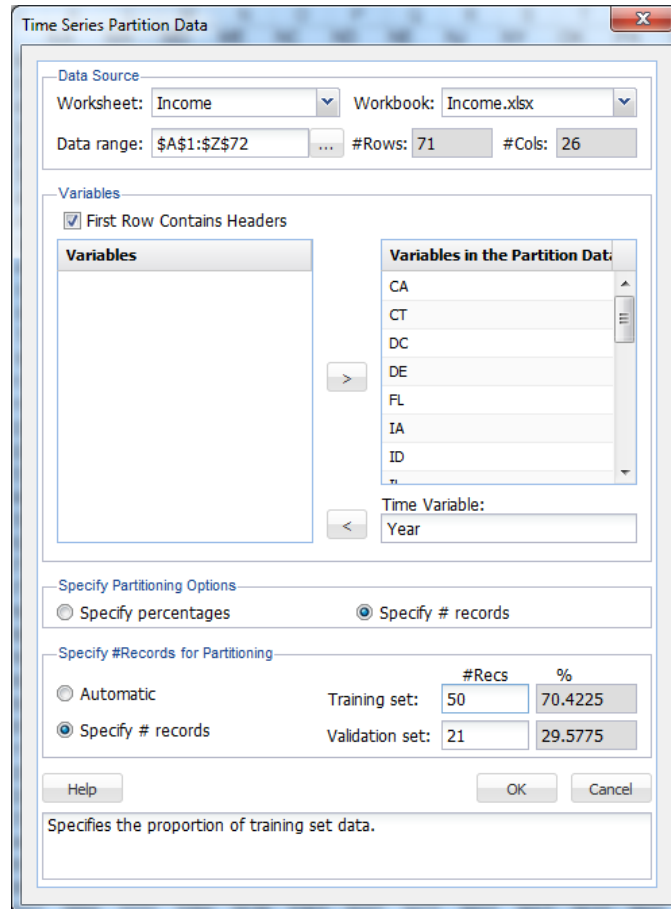 Time Series Partition Data
Data Source
Worksheet: Income Workbook: Income.xlsx
Data range: $A$1:$Z$72 ... #Rows: 71 #Cols: 26
Variables
First Row Contains Headers
Variables
Variables in the Partition Data
CA
CT
DC
DE
FL
IA
ID
>
<
Time Variable:
Year
Specify Partitioning Options
Specify percentages Specify # records
Specify #Records for Partitioning
#Recs %
Automatic Training set: 50 70.4225
Specify # records Validation set: 21 29.5775
Help OK Cancel
Specifies the proportion of training set data.